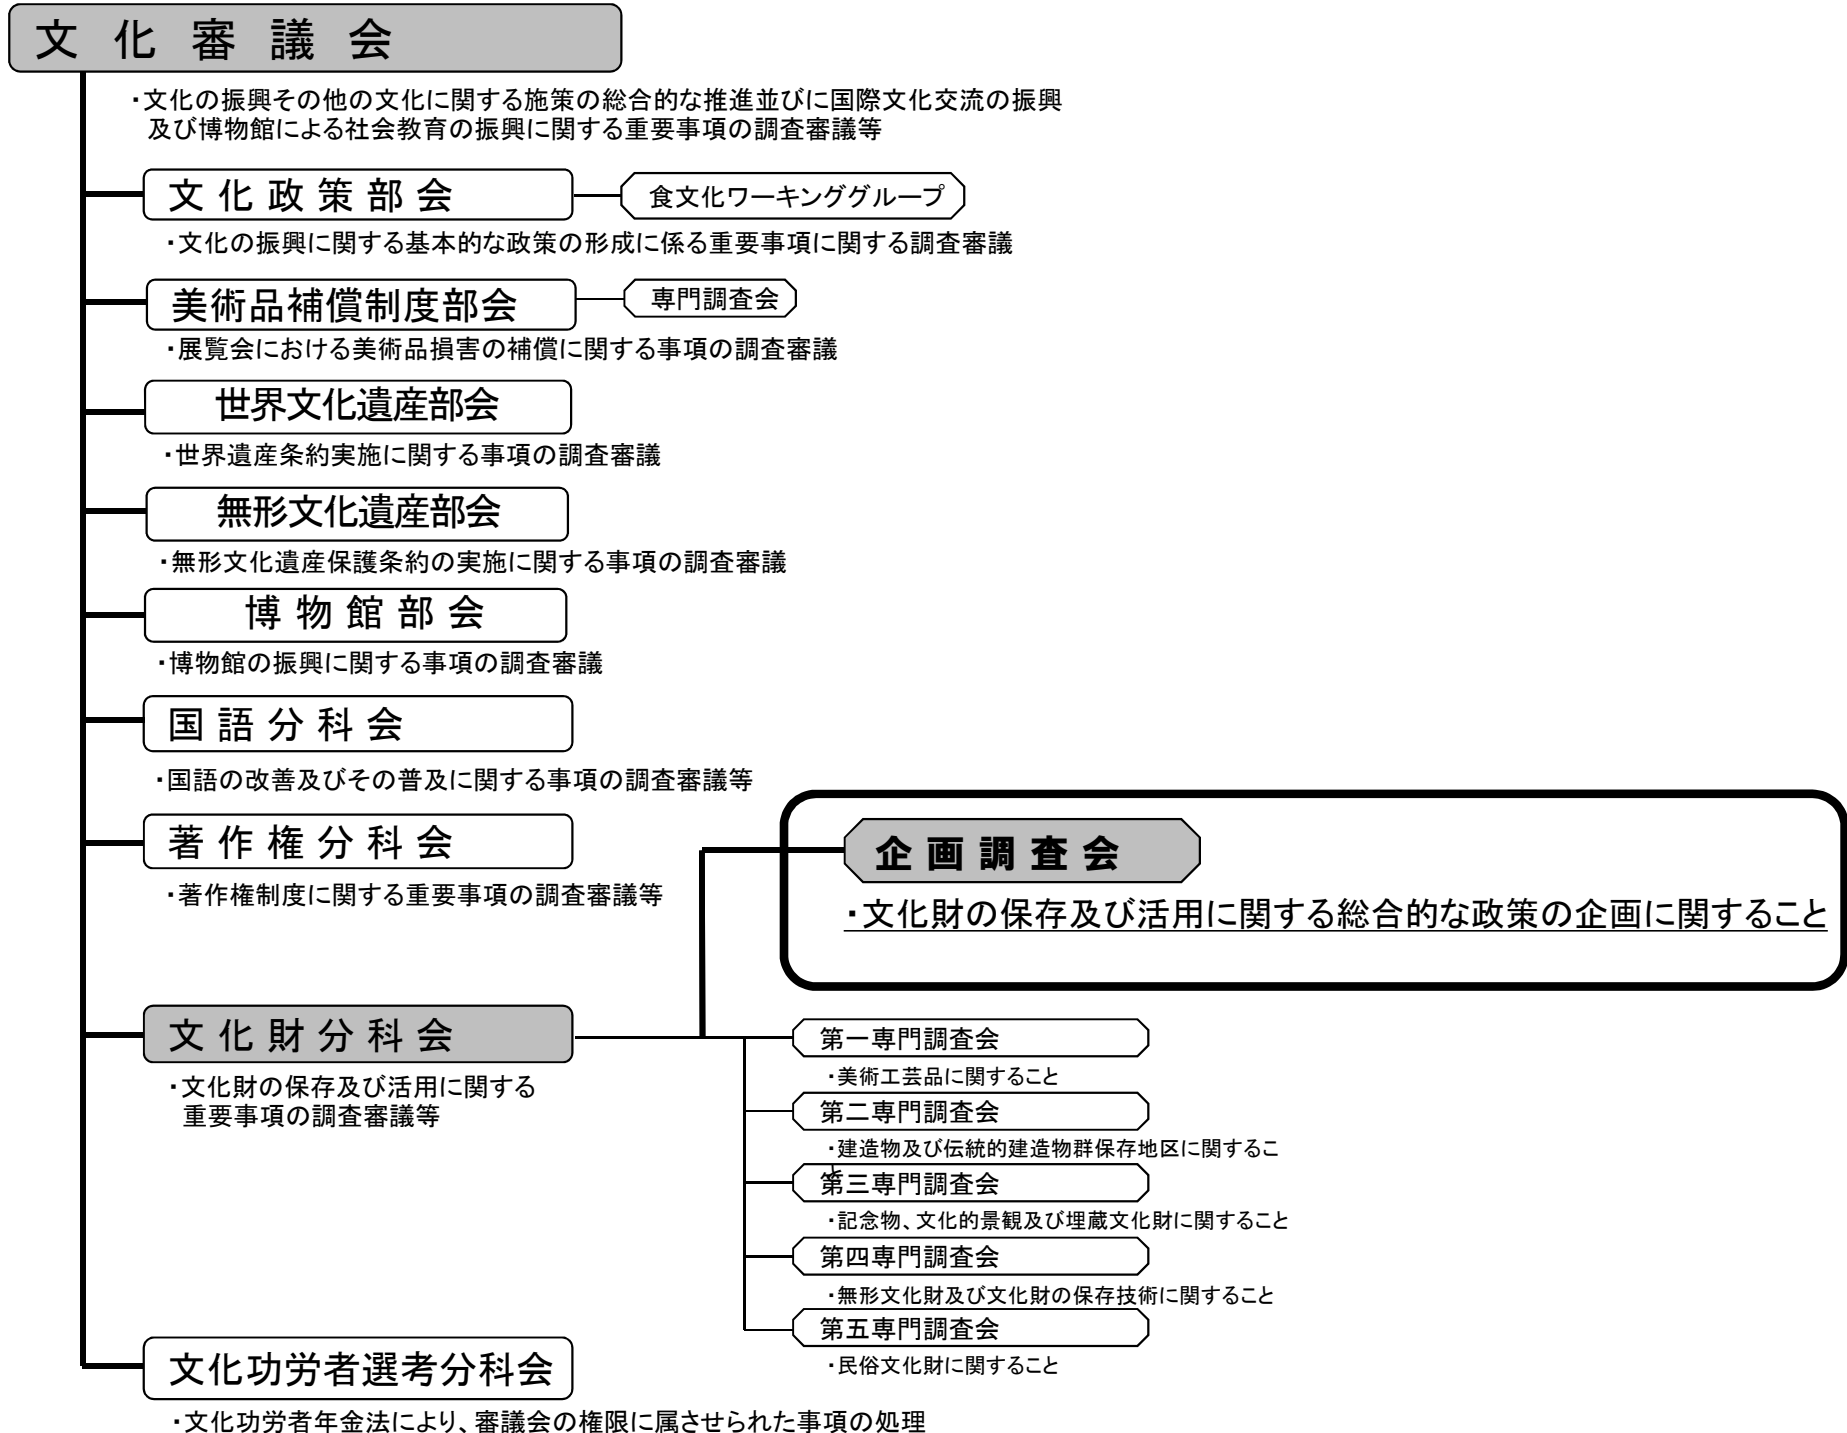 文化審議会
・文化の振興その他の文化に関する施策の総合的な推進並びに国際文化交流の振興
及び博物館による社会教育の振興に関する重要事項の調査審議等
文化政策部会
食文化ワーキンググループ
・文化の振興に関する基本的な政策の形成に係る重要事項に関する調査審議
美術品補償制度部会
専門調査会
・展覧会における美術品損害の補償に関する事項の調査審議
世界文化遺産部会
・世界遺産条約実施に関する事項の調査審議
無形文化遺産部会
・無形文化遺産保護条約の実施に関する事項の調査審議
博物館部会
・博物館の振興に関する事項の調査審議
国語分科会
・国語の改善及びその普及に関する事項の調査審議等
著作権分科会
・著作権制度に関する重要事項の調査審議等
企画調査会
・文化財の保存及び活用に関する総合的な政策の企画に関すること
文化財分科会
・文化財の保存及び活用に関する
重要事項の調査審議等
第一専門調査会
・美術工芸品に関すること
第二専門調査会
・建造物及び伝統的建造物群保存地区に関するこ
と
第三専門調査会
・記念物、文化的景観及び埋蔵文化財に関すること
第四専門調査会
・無形文化財及び文化財の保存技術に関すること
第五専門調査会
・民俗文化財に関すること
文化功労者選考分科会
・文化功労者年金法により、審議会の権限に属させられた事項の処理